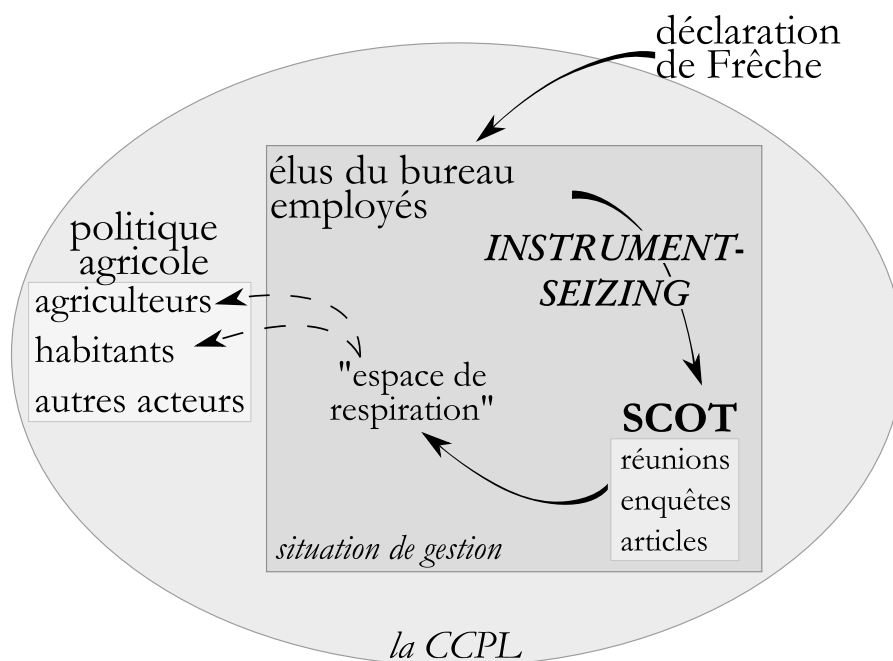 déclaration
de Frêche
élus du bureau
employés
politique
agricole
agriculteurs
habitants
autres acteurs
INSTRUMENT-
SEIZING
"espace de
respiration"
SCOT
réunions
enquêtes
articles
situation de gestion
la CCPL